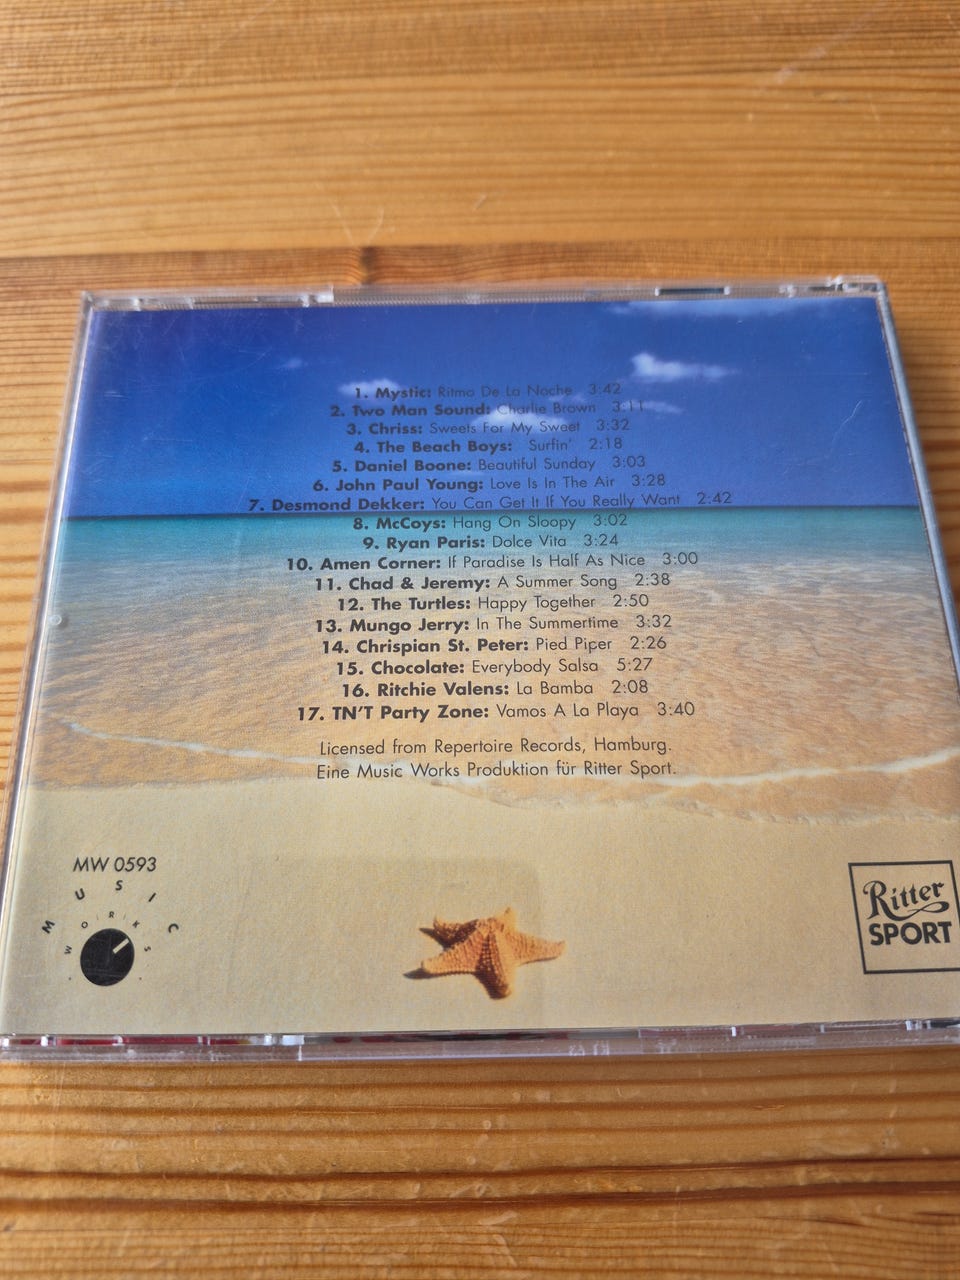 1. Mystic: Ritmo De La Noche 3:42
2. Two Man Sound: Charlie Brown 3:11
3. Chriss: Sweets For My Sweet 3:32
4. The Beach Boys: Surfin' 2:18
5. Daniel Boone: Beautiful Sunday 3:03
6. John Paul Young: Love Is In The Air 3:28
7. Desmond Dekker: You Can Get It If You Really Want 2:42
8. McCoys: Hang On Sloopy 3:02
9. Ryan Paris: Dolce Vita 3:24
10. Amen Corner: If Paradise Is Half As Nice 3:00
11. Chad & Jeremy: A Summer Song 2:38
12. The Turtles: Happy Together 2:50
13. Mungo Jerry: In The Summertime 3:32
14. Chrispian St. Peter: Pied Piper 2:26
15. Chocolate: Everybody Salsa 5:27
16. Ritchie Valens: La Bamba 2:08
17. TN'T Party Zone: Vamos A La Playa 3:40
Licensed from Repertoire Records, Hamburg.
Eine Music Works Produktion für Ritter Sport.
MW 0593
MUSIC
WORKS
Ritter
SPORT